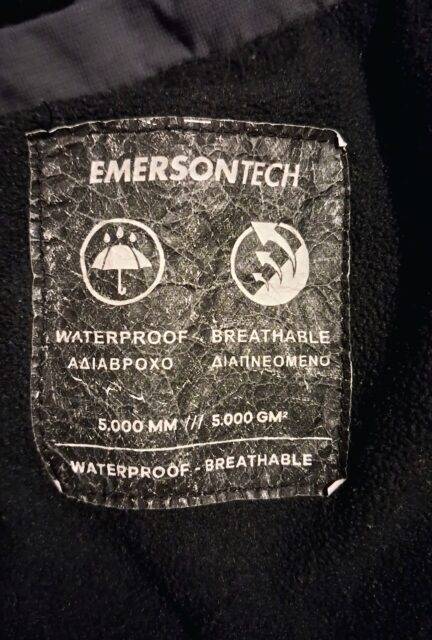 EMERSONTECH
WATERPROOF BREATHABLE
ΑΔΙΑΒΡΟΧΟ ΔΙΑΠΝΕΟΜΕΝΟ
5.000 MM /// 5.000 GM²
WATERPROOF - BREATHABLE